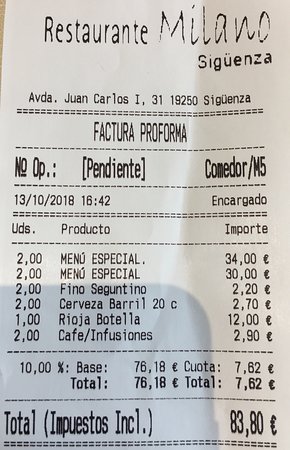 Restaurante Milano
Sigüenza
Avda. Juan Carlos I, 31 19250 Sigüenza
FACTURA PROFORMA
Nº Op.: [Pendiente] Comedor/M5
13/10/2018 16:42 Encargado
Uds. Producto Importe
2,00 MENÚ ESPECIAL. 34,00 €
2,00 MENÚ ESPECIAL 30,00 €
2,00 Fino Seguntino 2,20 €
2,00 Cerveza Barril 20 c 2,70 €
1,00 Rioja Botella 12,00 €
2,00 Cafe/Infusiones 2,90 €
10,00 %: Base: 76,18 € Cuota: 7,62 €
Total: 76,18 € Total: 7,62 €
Total (Impuestos Incl.) 83,80 €